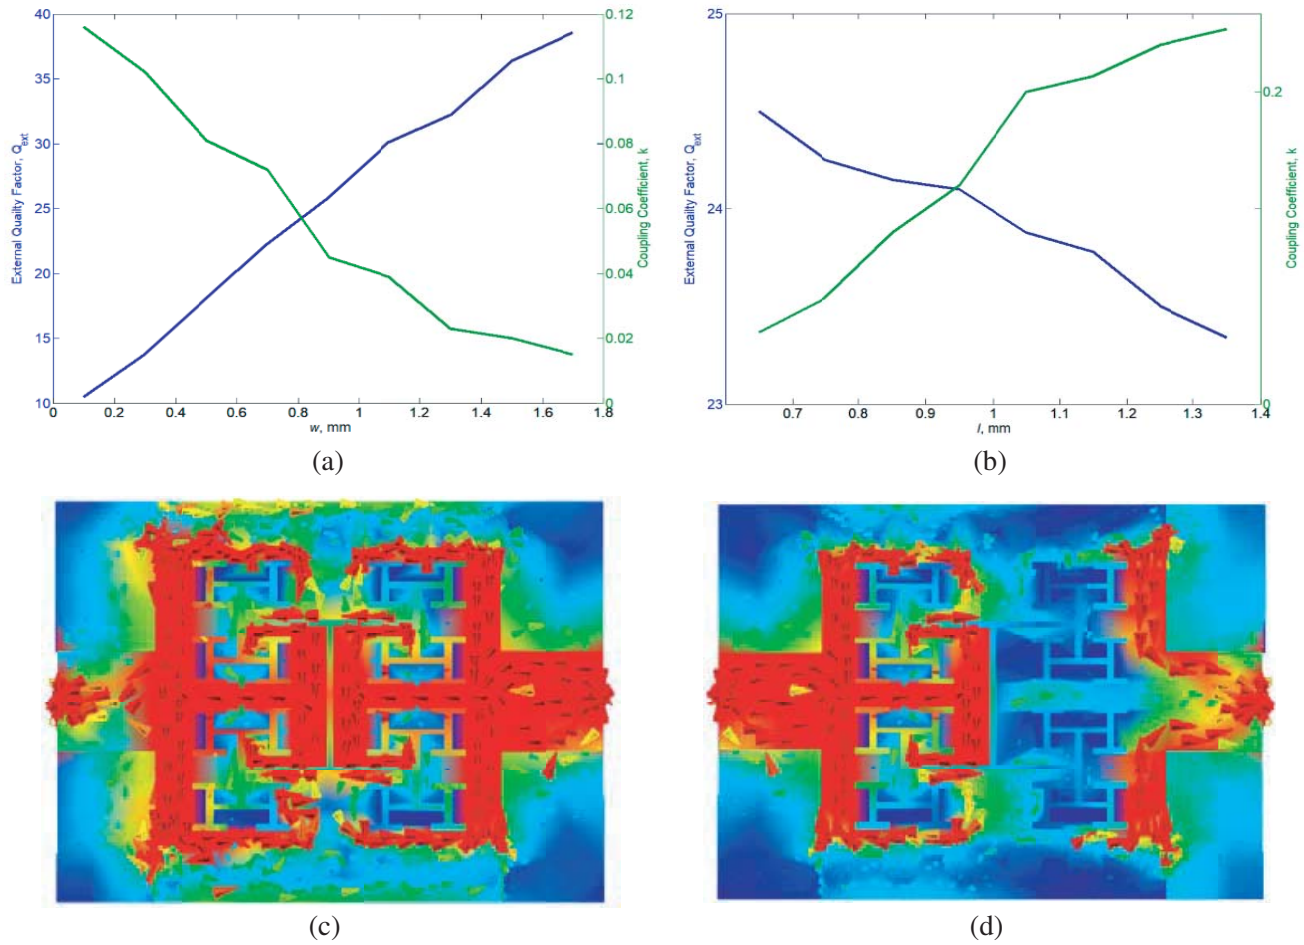 40
35
30
25
20
15
10
External Quality Factor, Q_ext
0.12
0.1
0.08
0.06
0.04
0.02
0
Coupling Coefficient, k
0 0.2 0.4 0.6 0.8 1 1.2 1.4 1.6 1.8
w, mm
(a)
25
24
23
External Quality Factor, Q_ext
0.2
0
Coupling Coefficient, k
0.7 0.8 0.9 1 1.1 1.2 1.3 1.4
l, mm
(b)
(c)
(d)